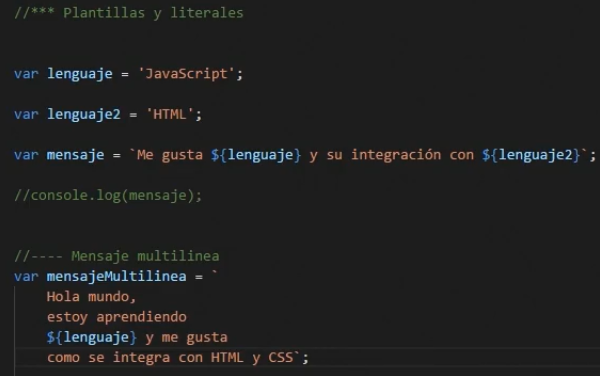 //*** Plantillas y literales
var lenguaje = 'JavaScript';
var lenguaje2 = 'HTML';
var mensaje = `Me gusta ${lenguaje} y su integración con ${lenguaje2}`;
//console.log(mensaje);
//---- Mensaje multilinea
var mensajeMultilinea = `
Hola mundo,
estoy aprendiendo
${lenguaje} y me gusta
como se integra con HTML y CSS`;